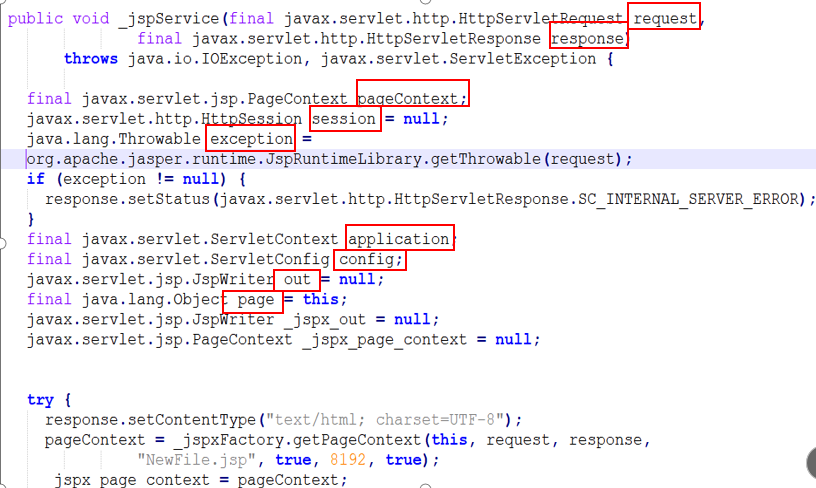 public void _jspService(final javax.servlet.http.HttpServletRequest request,
final javax.servlet.http.HttpServletResponse response)
throws java.io.IOException, javax.servlet.ServletException {
final javax.servlet.jsp.PageContext pageContext;
javax.servlet.http.HttpSession session = null;
java.lang.Throwable exception =
org.apache.jasper.runtime.JspRuntimeLibrary.getThrowable(request);
if (exception != null) {
response.setStatus(javax.servlet.http.HttpServletResponse.SC_INTERNAL_SERVER_ERROR);
}
final javax.servlet.ServletContext application;
final javax.servlet.ServletConfig config;
javax.servlet.jsp.JspWriter out = null;
final java.lang.Object page = this;
javax.servlet.jsp.JspWriter _jspx_out = null;
javax.servlet.jsp.PageContext _jspx_page_context = null;
try {
response.setContentType("text/html; charset=UTF-8");
pageContext = _jspxFactory.getPageContext(this, request, response,
"NewFile.jsp", true, 8192, true);
_jspx_page_context = pageContext;